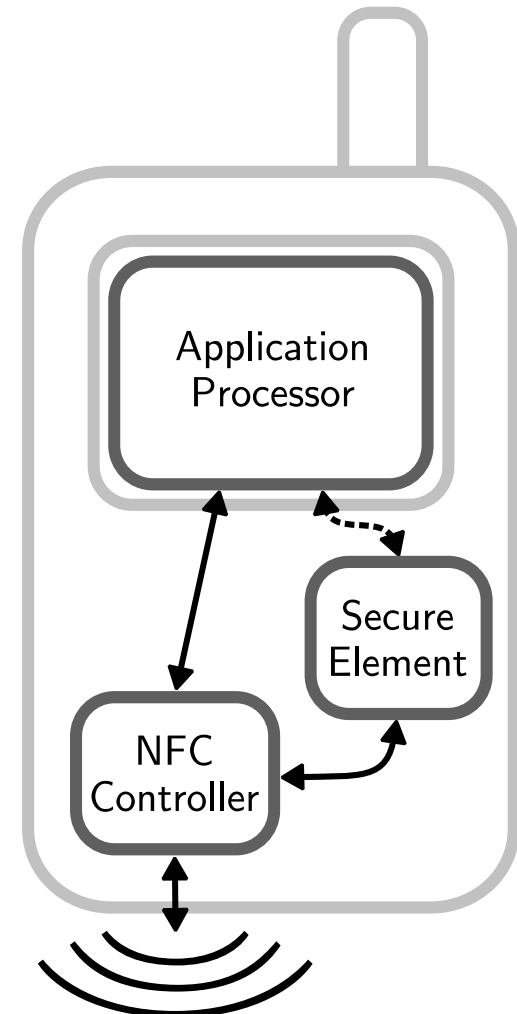 Application
Processor
Secure
Element
NFC
Controller